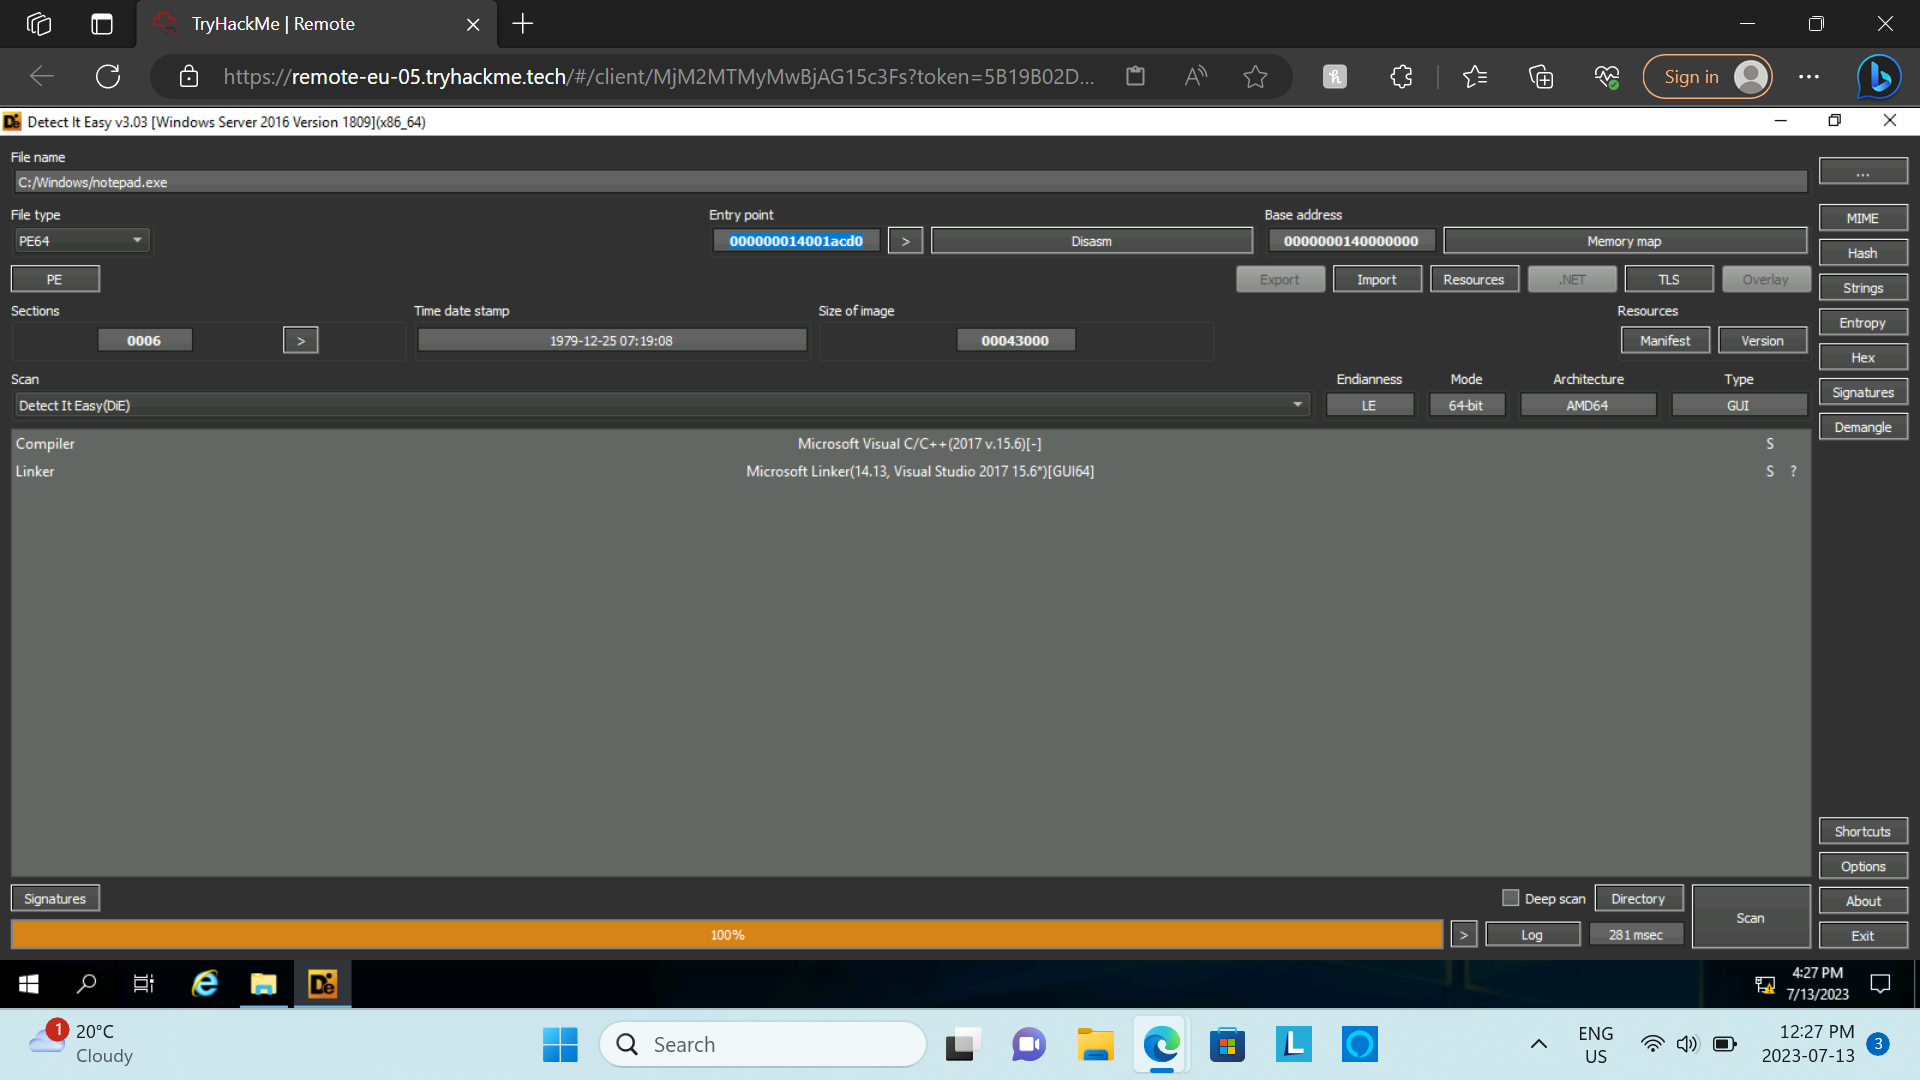 TryHackMe | Remote
https://remote-eu-05.tryhackme.tech/#/client/MjM2MTMyMwBjAG15c3Fs?token=5B19B02D...
Sign in
Detect It Easy v3.03 [Windows Server 2016 Version 1809](x86_64)
File name
C:/Windows/notepad.exe
...
File type
Entry point
Base address
MIME
PE64
000000014001acd0
>
Disasm
0000000140000000
Memory map
Hash
PE
Export
Import
Resources
.NET
TLS
Overlay
Strings
Sections
Time date stamp
Size of image
Resources
Entropy
0006
>
1979-12-25 07:19:08
00043000
Manifest
Version
Hex
Scan
Endianness
Mode
Architecture
Type
Signatures
Detect It Easy(DiE)
LE
64-bit
AMD64
GUI
Demangle
Compiler
Microsoft Visual C/C++(2017 v.15.6)[-]
S
Linker
Microsoft Linker(14.13, Visual Studio 2017 15.6*)[GUI64]
S ?
Shortcuts
Options
Signatures
Deep scan
Directory
Scan
About
100%
>
Log
281 msec
Exit
4:27 PM
7/13/2023
1
20°C
Cloudy
Search
ENG
US
12:27 PM
2023-07-13
3